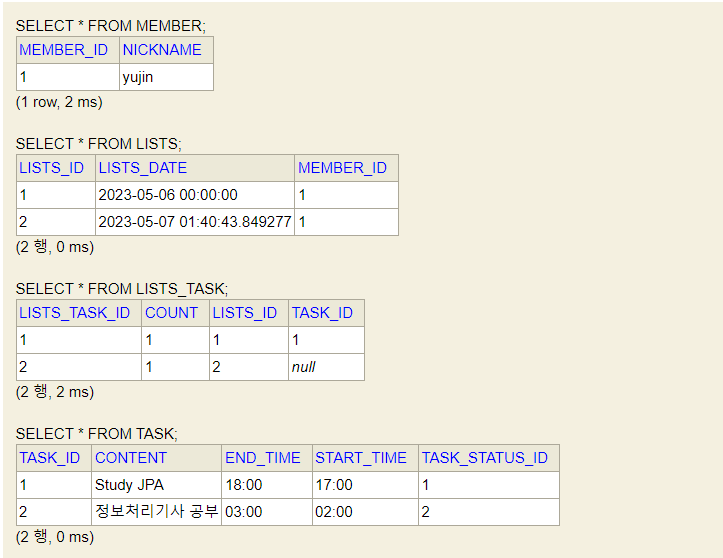 SELECT * FROM MEMBER;
MEMBER_ID NICKNAME
1 yujin
(1 row, 2 ms)
SELECT * FROM LISTS;
LISTS_ID LISTS_DATE MEMBER_ID
1 2023-05-06 00:00:00 1
2 2023-05-07 01:40:43.849277 1
(2 행, 0 ms)
SELECT * FROM LISTS_TASK;
LISTS_TASK_ID COUNT LISTS_ID TASK_ID
1 1 1 1
2 1 2 null
(2 행, 2 ms)
SELECT * FROM TASK;
TASK_ID CONTENT END_TIME START_TIME TASK_STATUS_ID
1 Study JPA 18:00 17:00 1
2 정보처리기사 공부 03:00 02:00 2
(2 행, 0 ms)